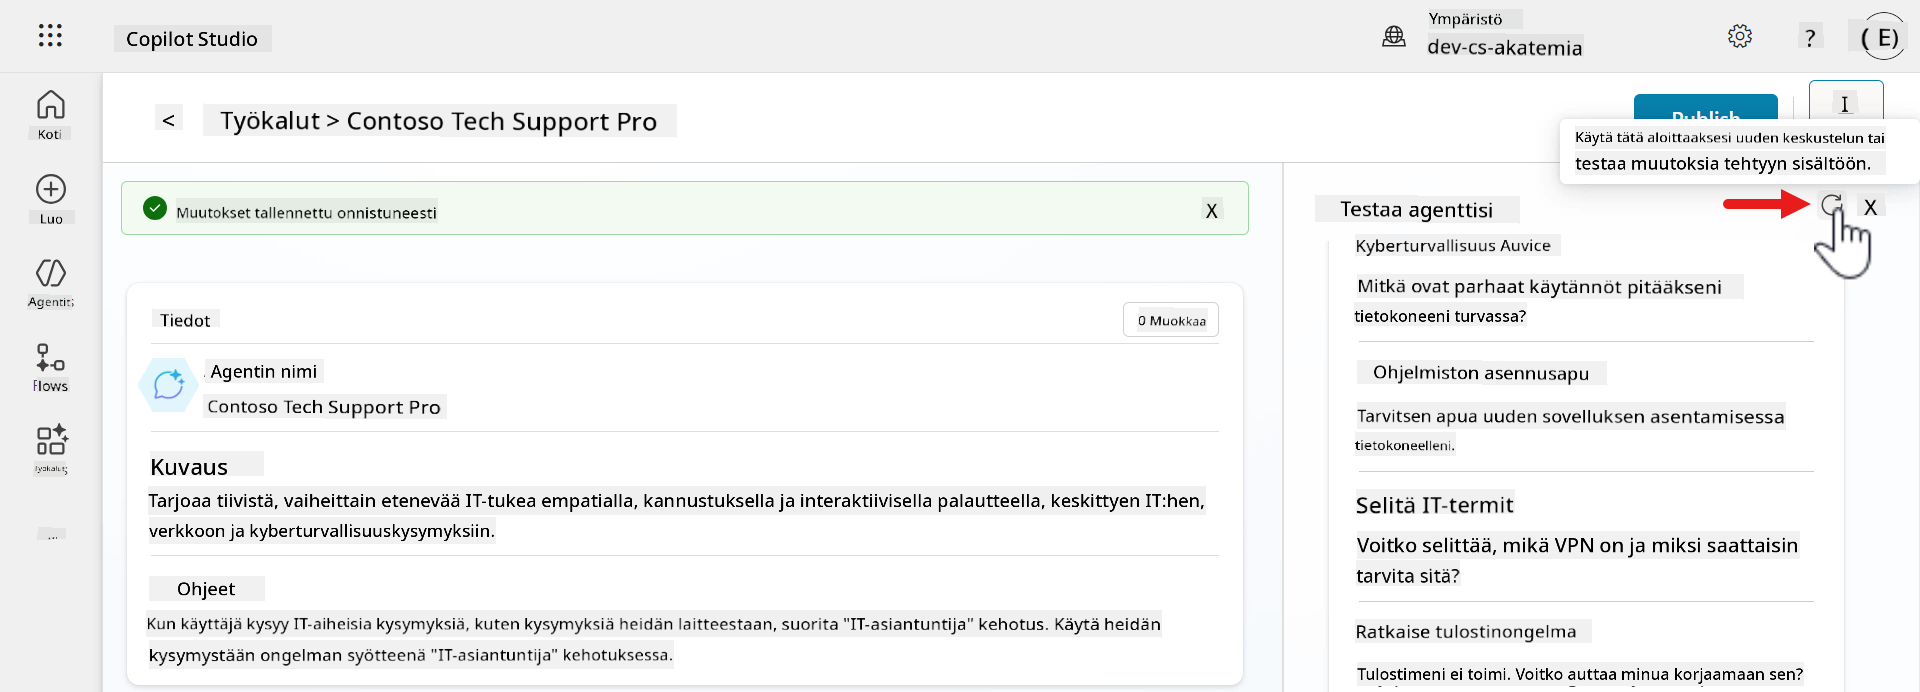 Copilot Studio
Ympäristö
dev-cs-akatemia
?
( E)
Koti
Luo
Agentit
Flows
Työkalut
<
Työkalut > Contoso Tech Support Pro
Publish
I
Käytä tätä aloittaaksesi uuden keskustelun tai
testaa muutoksia tehtyyn sisältöön.
Muutokset tallennettu onnistuneesti
X
Tiedot
0 Muokkaa
Agentin nimi
Contoso Tech Support Pro
Kuvaus
Tarjoaa tiivistä, vaiheittain etenevää IT-tukea empatialla, kannustuksella ja interaktiivisella palautteella, keskittyen IT:hen,
verkkoon ja kyberturvallisuuskysymyksiin.
Ohjeet
Kun käyttäjä kysyy IT-aiheisia kysymyksiä, kuten kysymyksiä heidän laitteestaan, suorita "IT-asiantuntija" kehotus. Käytä heidän
kysymystään ongelman syötteenä "IT-asiantuntija" kehotuksessa.
Testaa agenttisi
X
Kyberturvallisuus Auvice
Mitkä ovat parhaat käytännöt pitääkseni
tietokoneeni turvassa?
Ohjelmiston asennusapu
Tarvitsen apua uuden sovelluksen asentamisessa
tietokoneelleni.
Selitä IT-termit
Voitko selittää, mikä VPN on ja miksi saattaisin
tarvita sitä?
Ratkaise tulostinongelma
Tulostimeni ei toimi. Voitko auttaa minua korjaamaan sen?